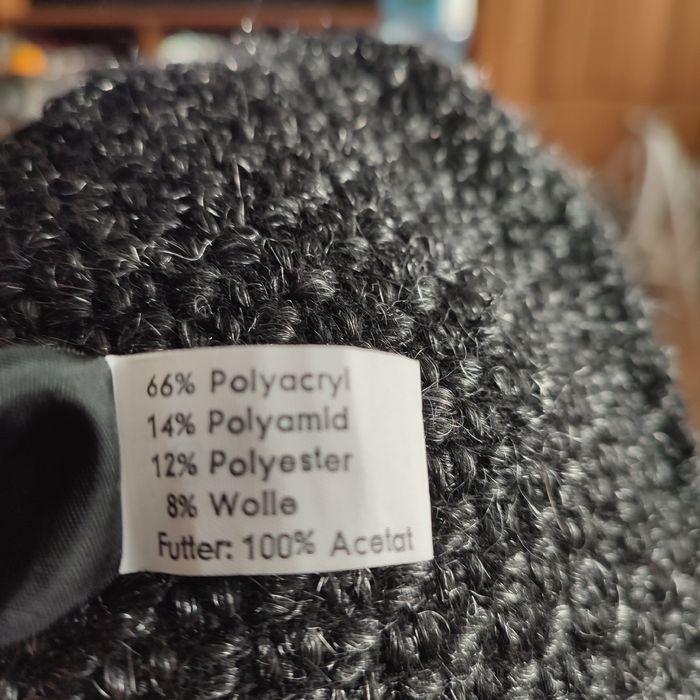 66% Polyacryl
14% Polyamid
12% Polyester
8% Wolle
Futter: 100% Acetat